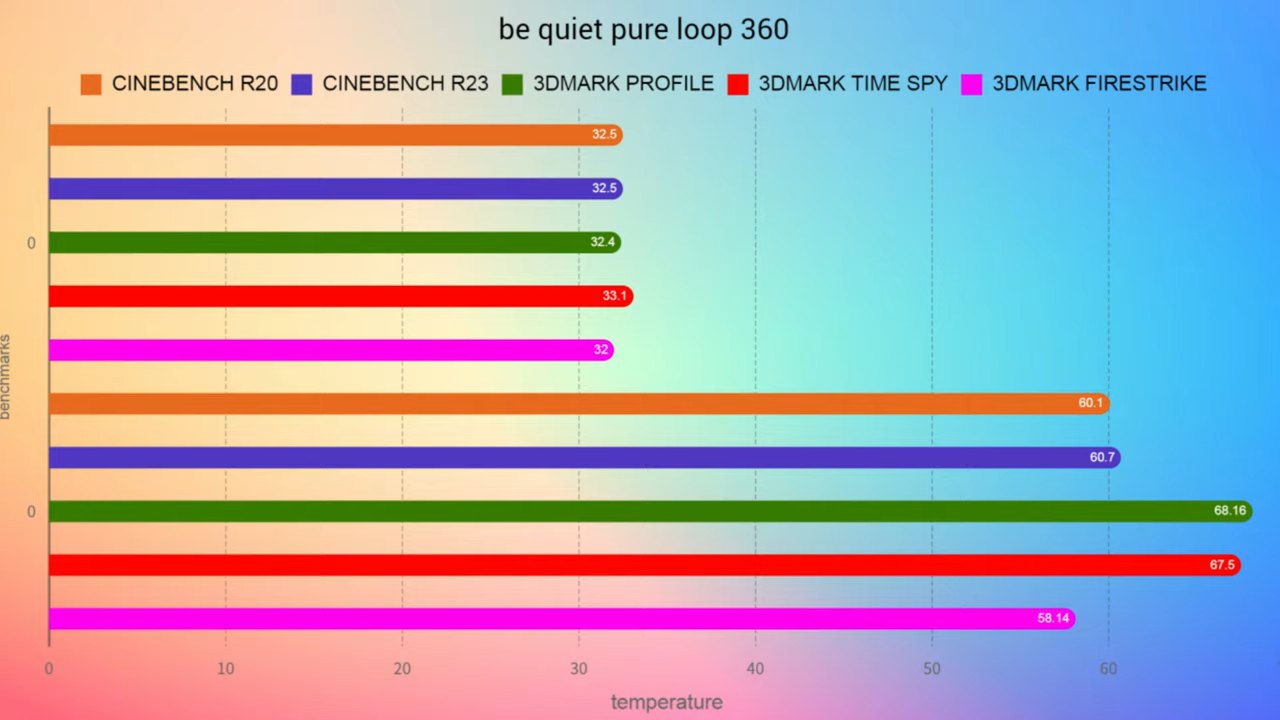 be quiet pure loop 360
CINEBENCH R20 CINEBENCH R23 3DMARK PROFILE 3DMARK TIME SPY 3DMARK FIRESTRIKE
32.5
32.5
0 32.4
33.1
32
benchmarks
60.1
60.7
0 68.16
67.5
58.14
0 10 20 30 40 50 60
temperature